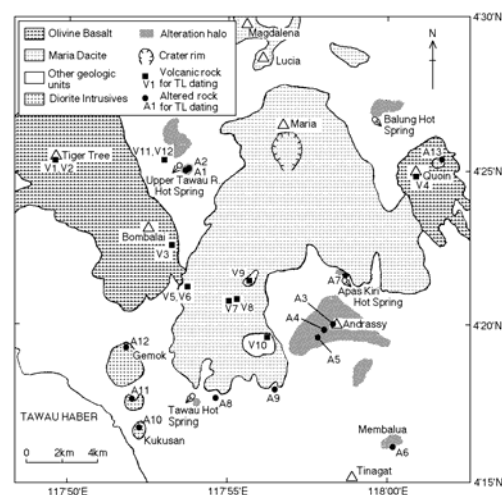 Olivine Basalt
Maria Dacite
Other geologic
units
Diorite Intrusives
Alteration halo
Crater rim
Volcanic rock
V1 for TL dating
Altered rock
A1 for TL dating
Magdalena
Lucia
4°30'N
N
Maria
Balung Hot
Spring
A13
Quoin
V4
4°25'N
Tiger Tree
V1, V2
V11,V12
A2
A1
Upper Tawau R.
Hot Spring
Bombalai
V3
V5,V6
V9
V7
V8
V10
A7
Apas Kiri
Hot Spring
A3
A4
Andrassy
A5
4°20'N
A12
Gemok
A11
A10
Kukusan
Tawau Hot
Spring
A8
A9
TAWAU HABER
0 2km 4km
Membalua
A6
Tinagat
4°15'N
117°50'E
117°55'E
118°00'E